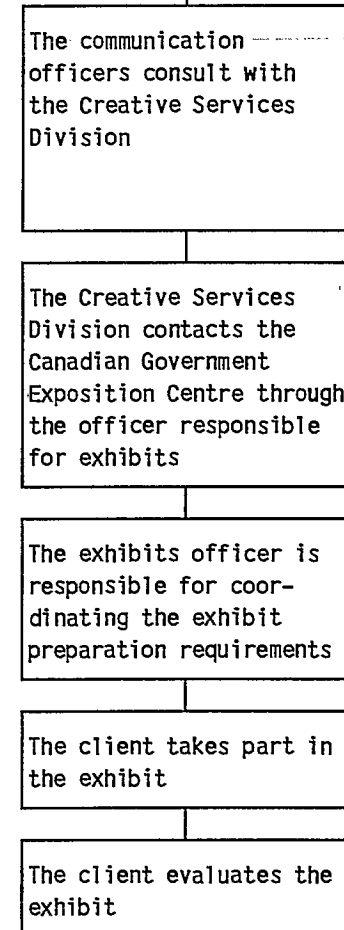 The communication
officers consult with
the Creative Services
Division
The Creative Services
Division contacts the
Canadian Government
Exposition Centre through
the officer responsible
for exhibits
The exhibits officer is
responsible for coor-
dinating the exhibit
preparation requirements
The client takes part in
the exhibit
The client evaluates the
exhibit